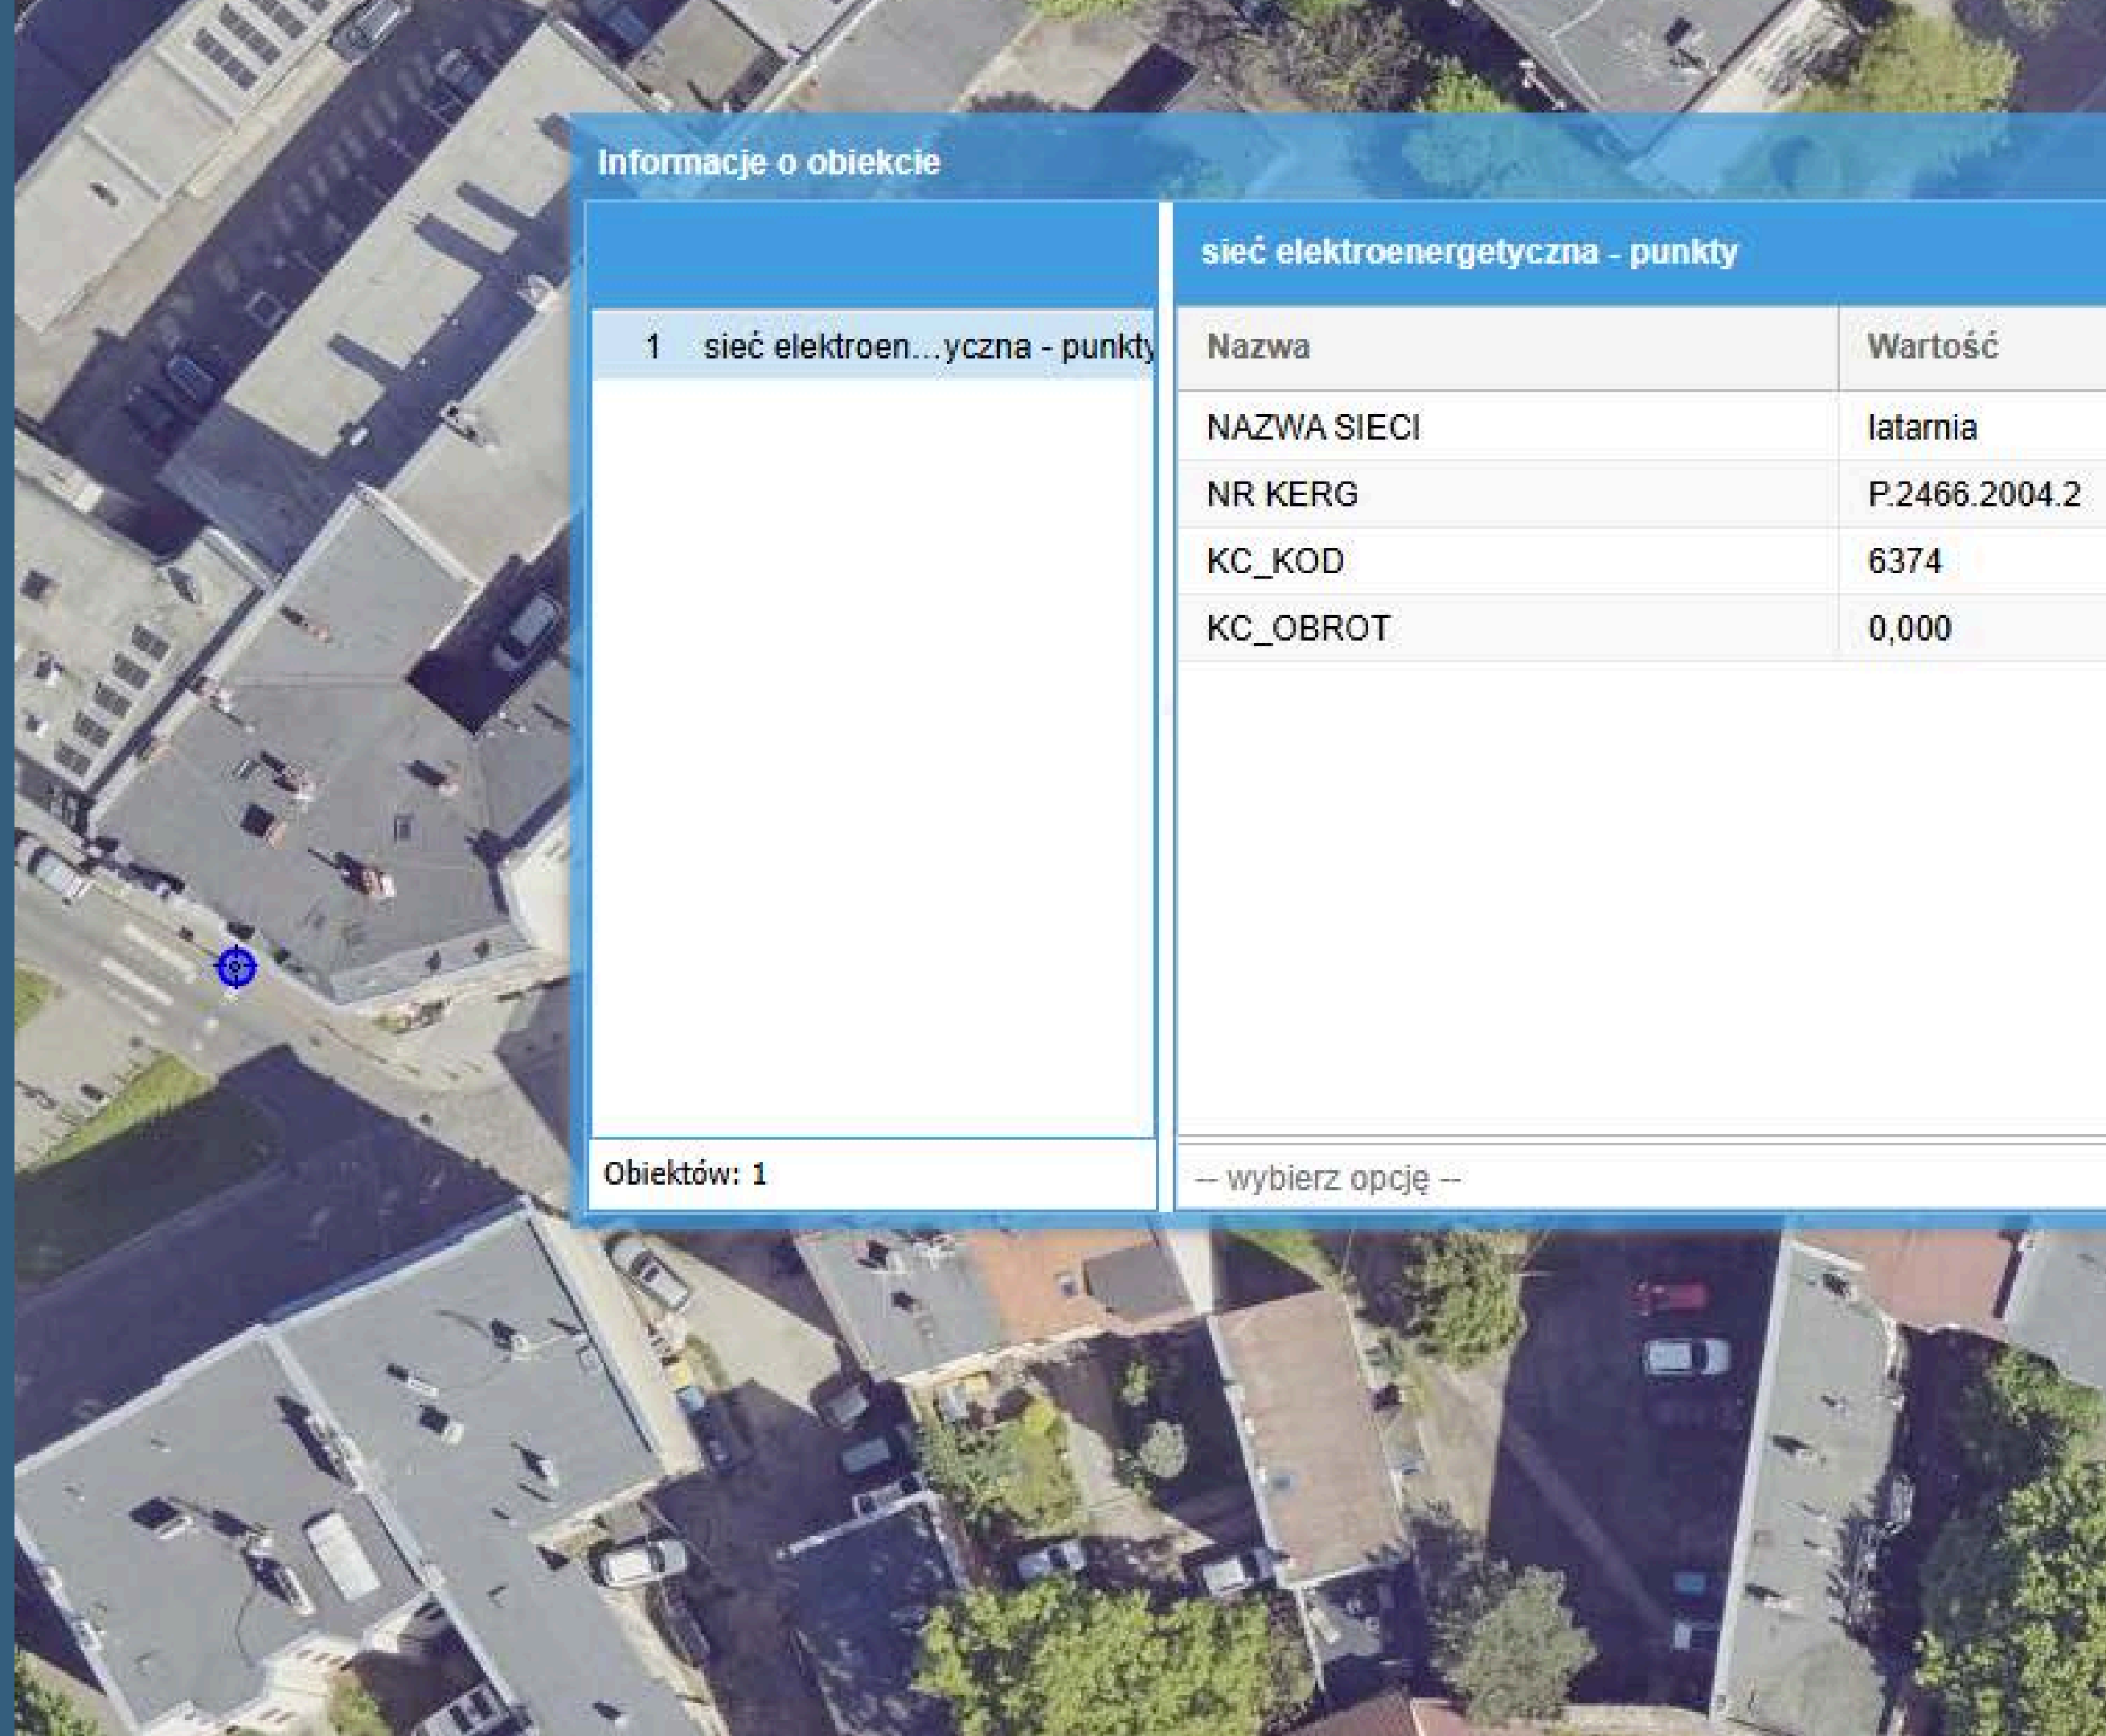 Informacje o obiekcie
sieć elektroenergetyczna - punkty
1 sieć elektroen...yczna - punkty
Nazwa Wartość
NAZWA SIECI latarnia
NR KERG P.2466.2004.2
KC_KOD 6374
KC_OBROT 0,000
Obiektów: 1
-- wybierz opcję --